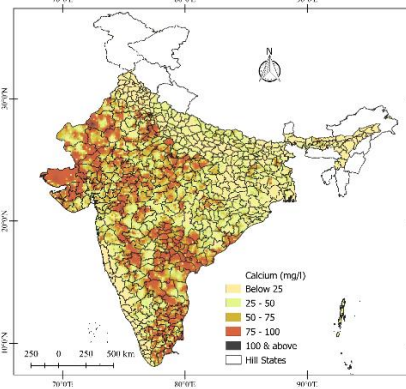 70°0'E 80°0'E 90°0'E
N
30°0'N
20°0'N
10°0'N
Calcium (mg/l)
Below 25
25 - 50
50 - 75
75 - 100
100 & above
Hill States
250 0 250 500 km
70°0'E 80°0'E 90°0'E